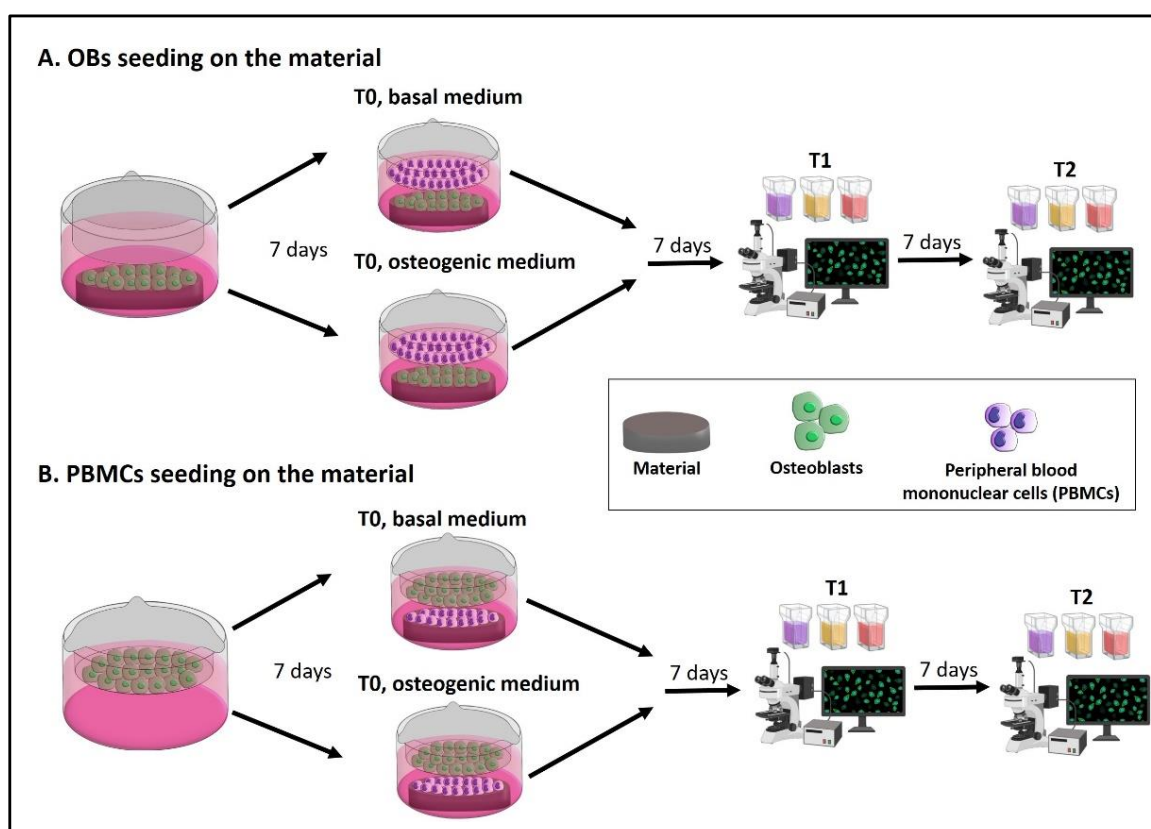 A. OBs seeding on the material
T0, basal medium
7 days
T0, osteogenic medium
7 days
T1
7 days
T2
Material
Osteoblasts
Peripheral blood
mononuclear cells (PBMCs)
B. PBMCs seeding on the material
T0, basal medium
7 days
T0, osteogenic medium
7 days
T1
7 days
T2